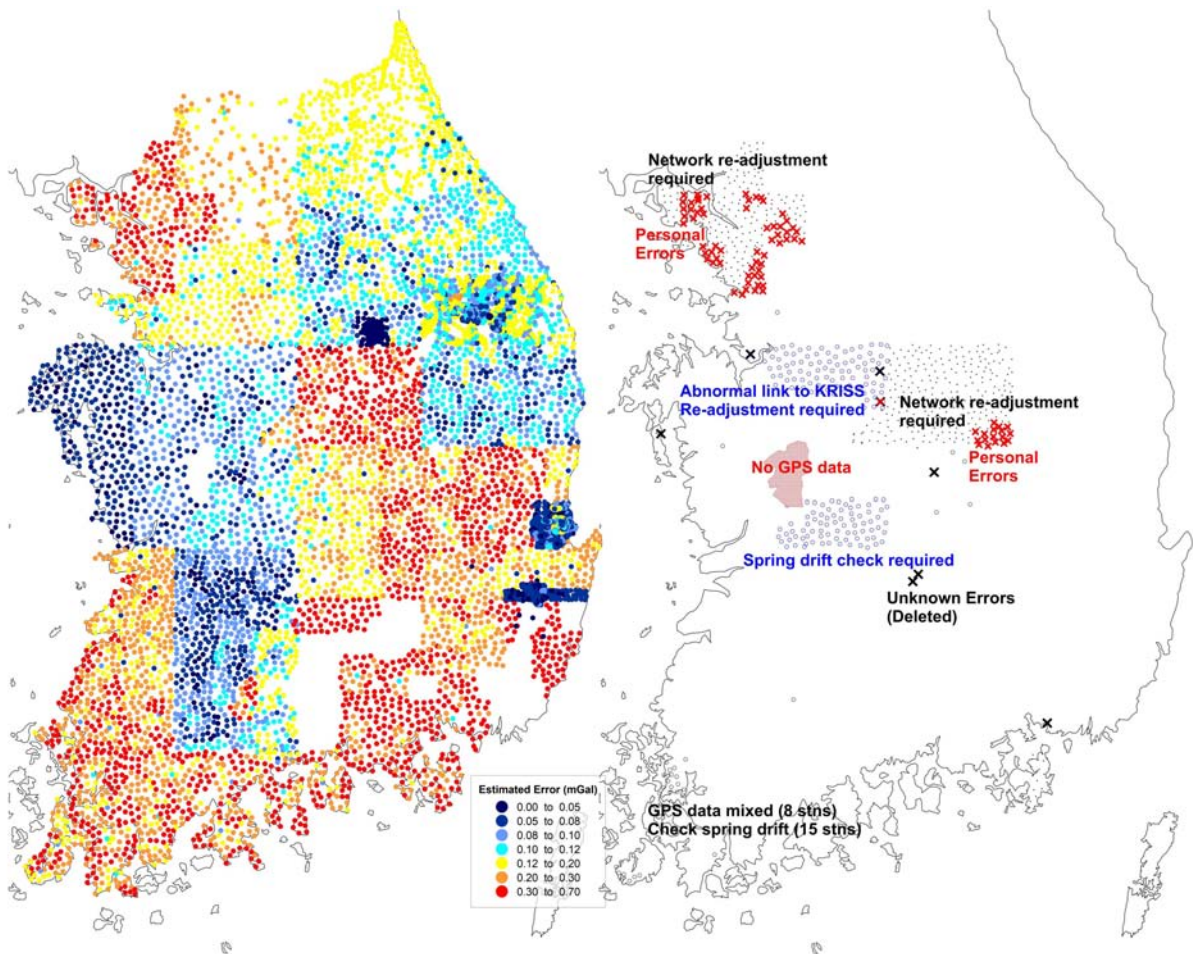 Network re-adjustment
required
Personal
Errors
Abnormal link to KRISS
Re-adjustment required
Network re-adjustment
required
Personal
Errors
No GPS data
Spring drift check required
Unknown Errors
(Deleted)
GPS data mixed (8 stns)
Check spring drift (15 stns)
Estimated Error (mGal)
0.00 to 0.05
0.05 to 0.08
0.08 to 0.10
0.10 to 0.12
0.12 to 0.20
0.20 to 0.30
0.30 to 0.70